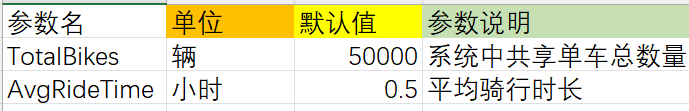 参数名 单位 默认值 参数说明
TotalBikes 辆 50000 系统中共享单车总数量
AvgRideTime 小时 0.5 平均骑行时长